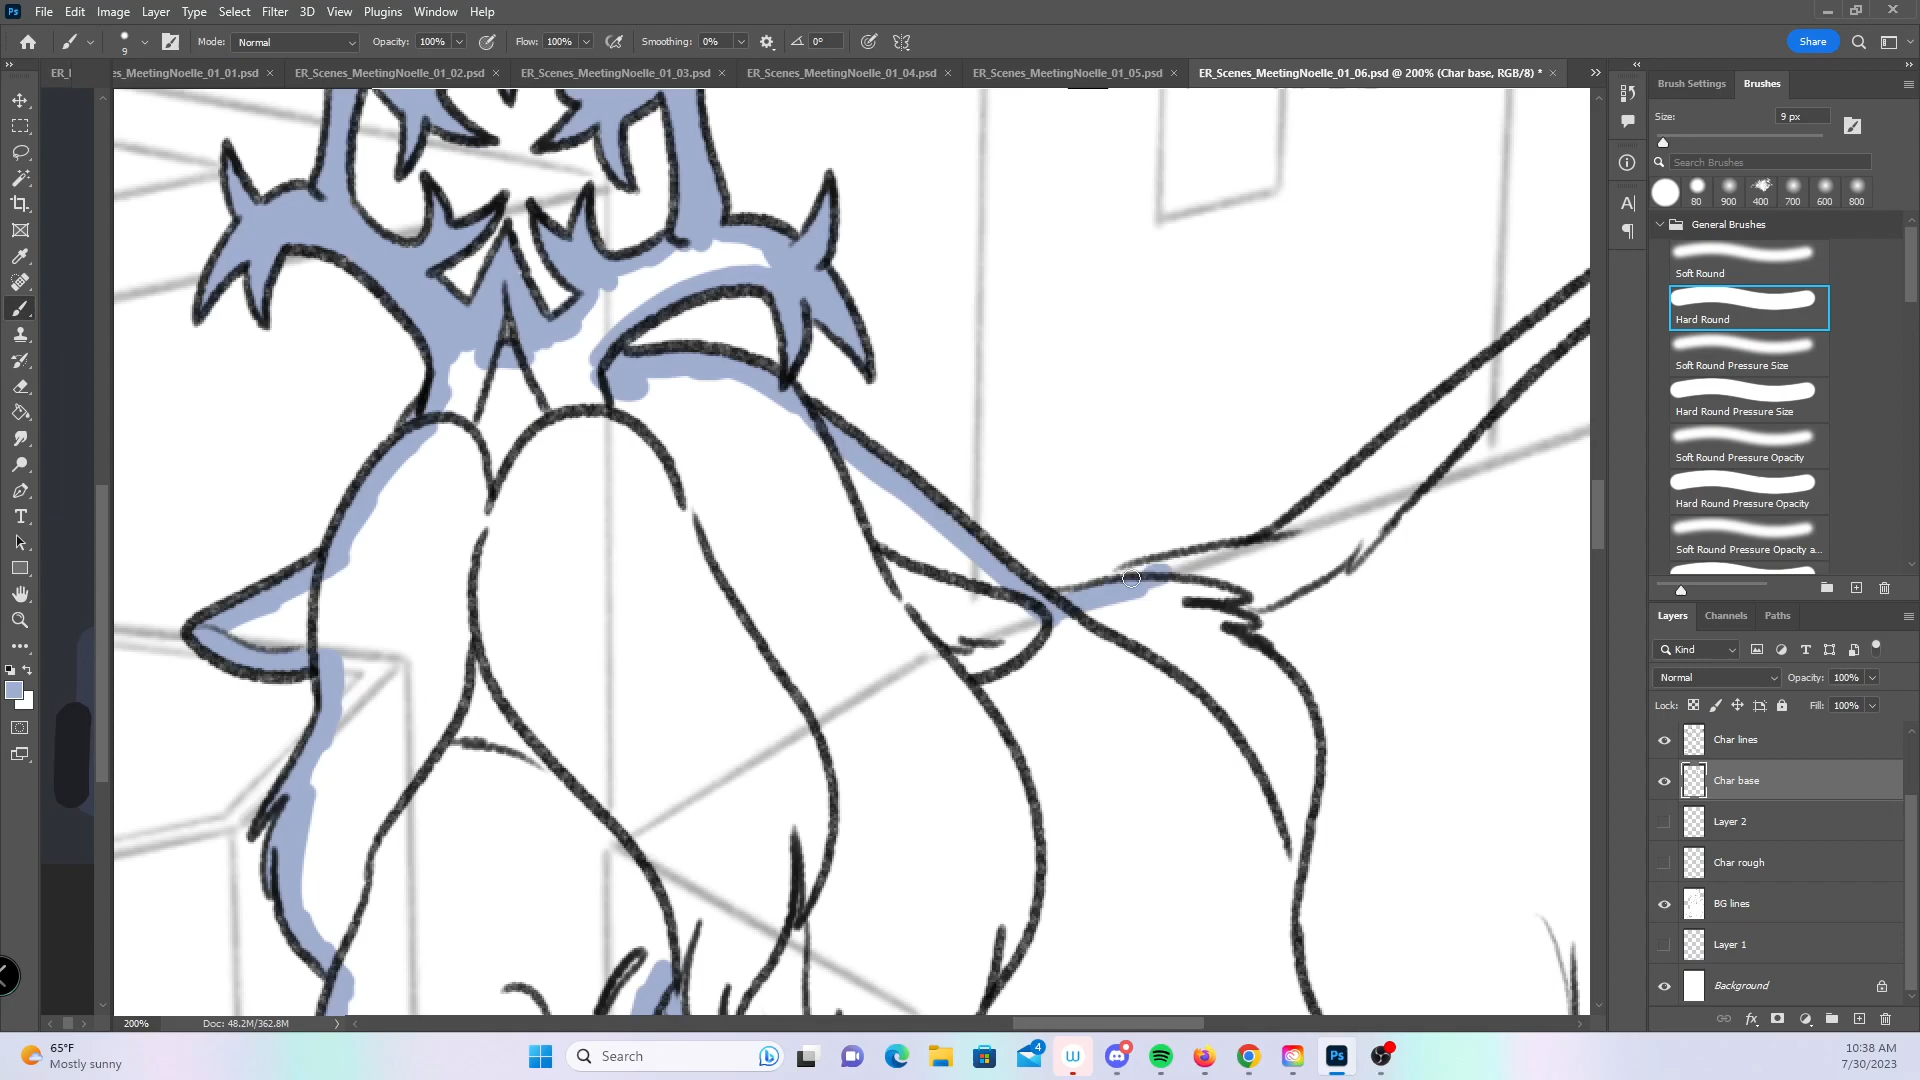 Ps File Edit Image Layer Type Select Filter 3D View Plugins Window Help
9 Mode: Normal Opacity: 100% Flow: 100% Smoothing: 0% 0° Share
ER_I es_MeetingNoelle_01_01.psd × ER_Scenes_MeetingNoelle_01_02.psd × ER_Scenes_MeetingNoelle_01_03.psd × ER_Scenes_MeetingNoelle_01_04.psd × ER_Scenes_MeetingNoelle_01_05.psd × ER_Scenes_MeetingNoelle_01_06.psd @ 200% (Char base, RGB/8) * ×
Brush Settings Brushes
Size: 9 px
Search Brushes
80 900 400 700 600 800
General Brushes
Soft Round
Hard Round
Soft Round Pressure Size
Hard Round Pressure Size
Soft Round Pressure Opacity
Hard Round Pressure Opacity
Soft Round Pressure Opacity a...
Layers Channels Paths
Kind
Normal Opacity: 100%
Lock: Fill: 100%
Char lines
Char base
Layer 2
Char rough
BG lines
Layer 1
Background
200% Doc: 48.2M/362.8M
65°F
Mostly sunny
Search
4
Ps
10:38 AM
7/30/2023